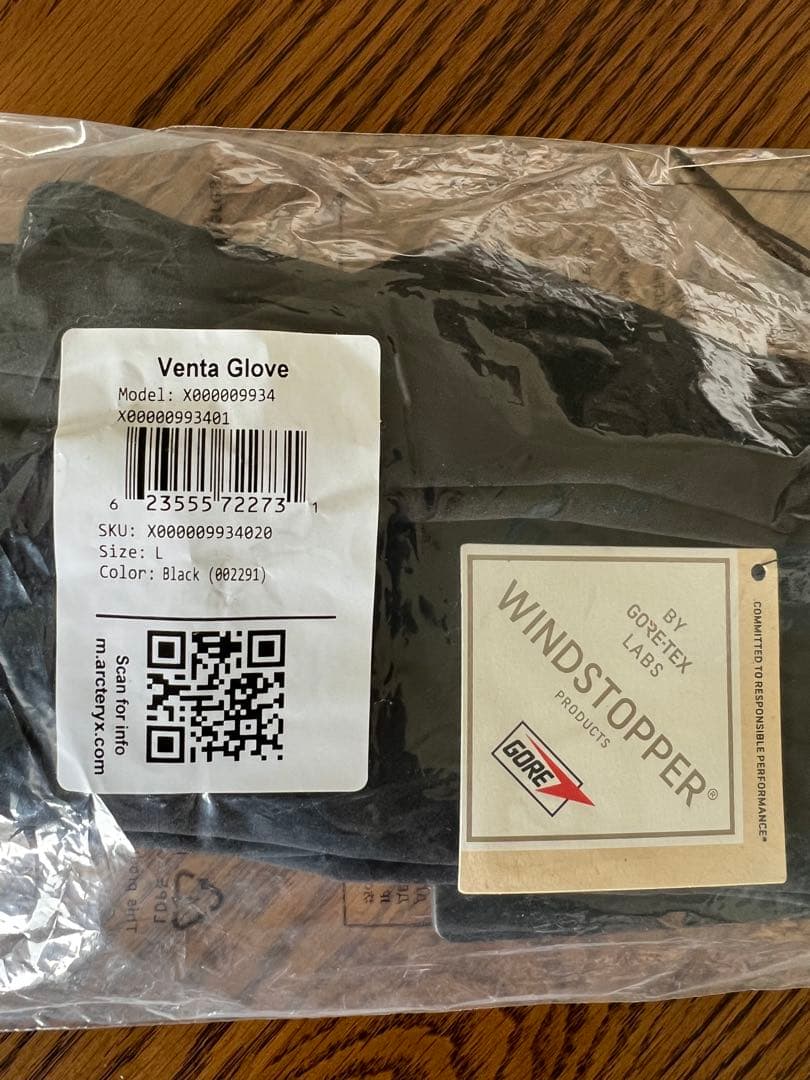 Venta Glove
Model: X000009934
X00000993401
6 23555 72273 1
SKU: X000009934020
Size: L
Color: Black (002291)
Scan for info
m.arcteryx.com
BY
GORE-TEX
LABS
WINDSTOPPER®
PRODUCTS
GORE
COMMITTED TO RESPONSIBLE PERFORMANCE®
LDPE